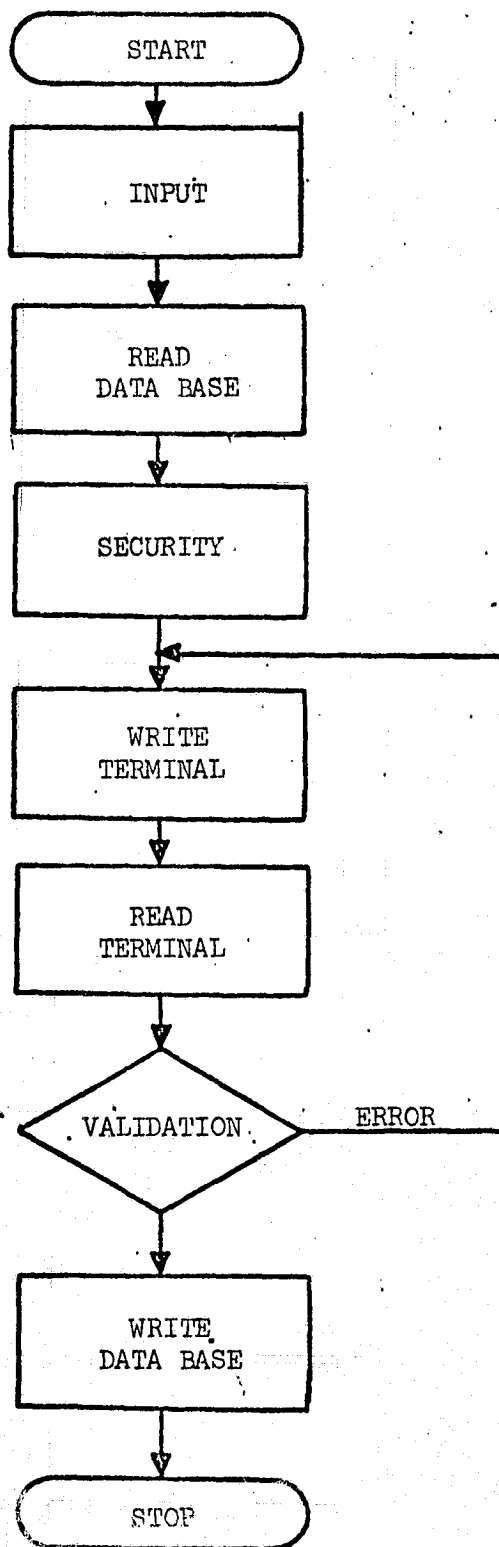 START
INPUT
READ
DATA BASE
SECURITY
WRITE
TERMINAL
READ
TERMINAL
VALIDATION
ERROR
WRITE
DATA BASE
STOP